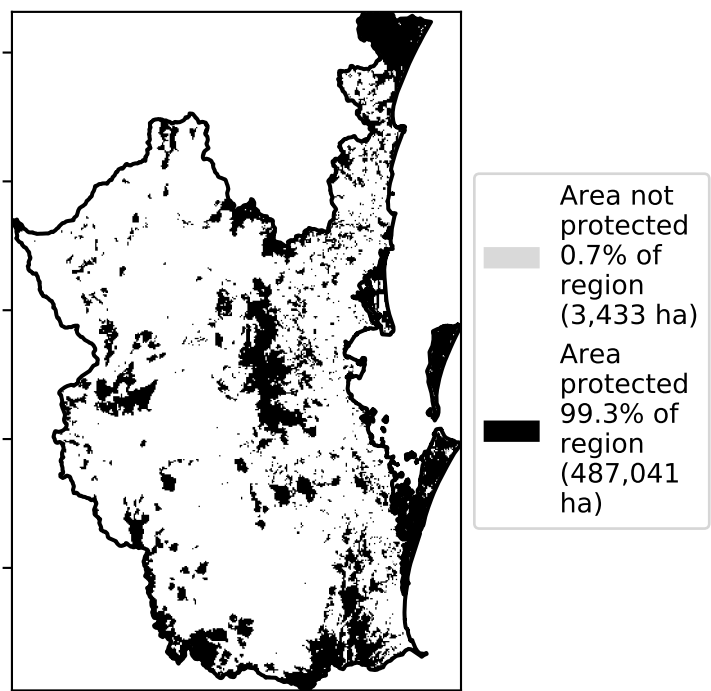 Area not
protected
0.7% of
region
(3,433 ha)
Area
protected
99.3% of
region
(487,041
ha)